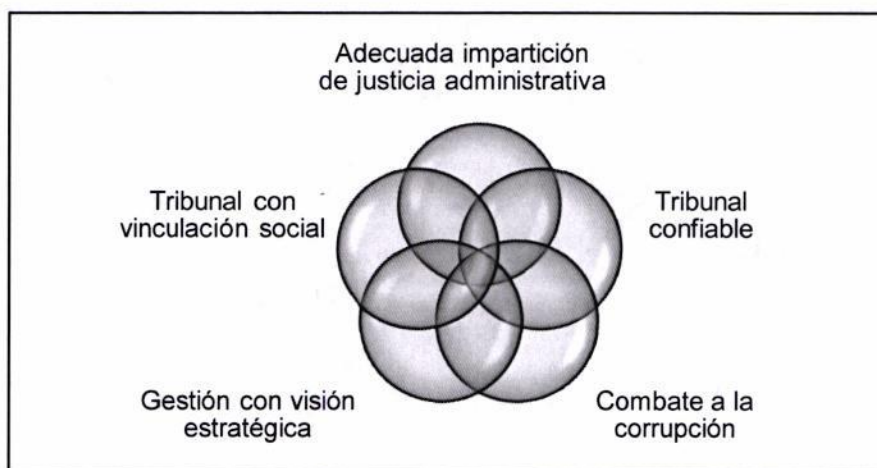 Adecuada impartición
de justicia administrativa
Tribunal con
vinculación social
Tribunal
confiable
Gestión con visión
estratégica
Combate a la
corrupción